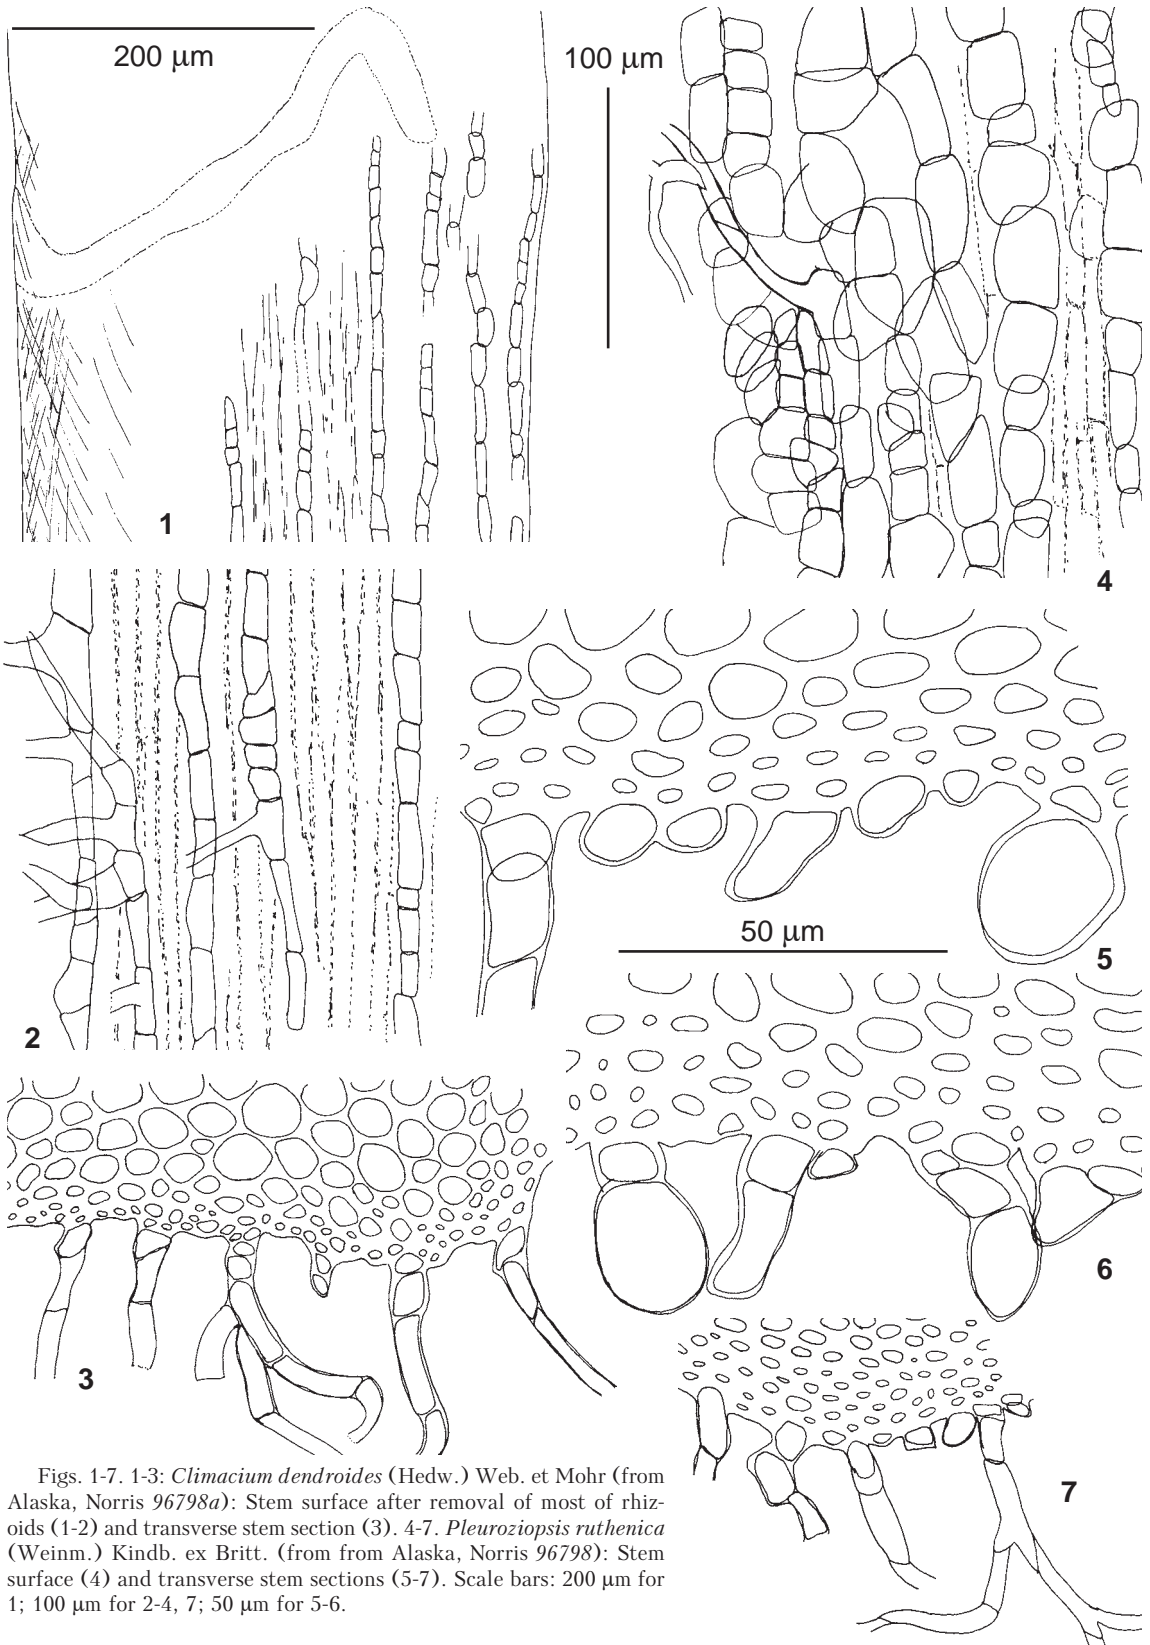 200 μm
100 μm
1
4
2
50 μm
5
3
6
7
Figs. 1-7. 1-3: Climacium dendroides (Hedw.) Web. et Mohr (from
Alaska, Norris 96798a): Stem surface after removal of most of rhiz-
oids (1-2) and transverse stem section (3). 4-7. Pleuroziopsis ruthenica
(Weinm.) Kindb. ex Britt. (from from Alaska, Norris 96798): Stem
surface (4) and transverse stem sections (5-7). Scale bars: 200 μm for
1; 100 μm for 2-4, 7; 50 μm for 5-6.